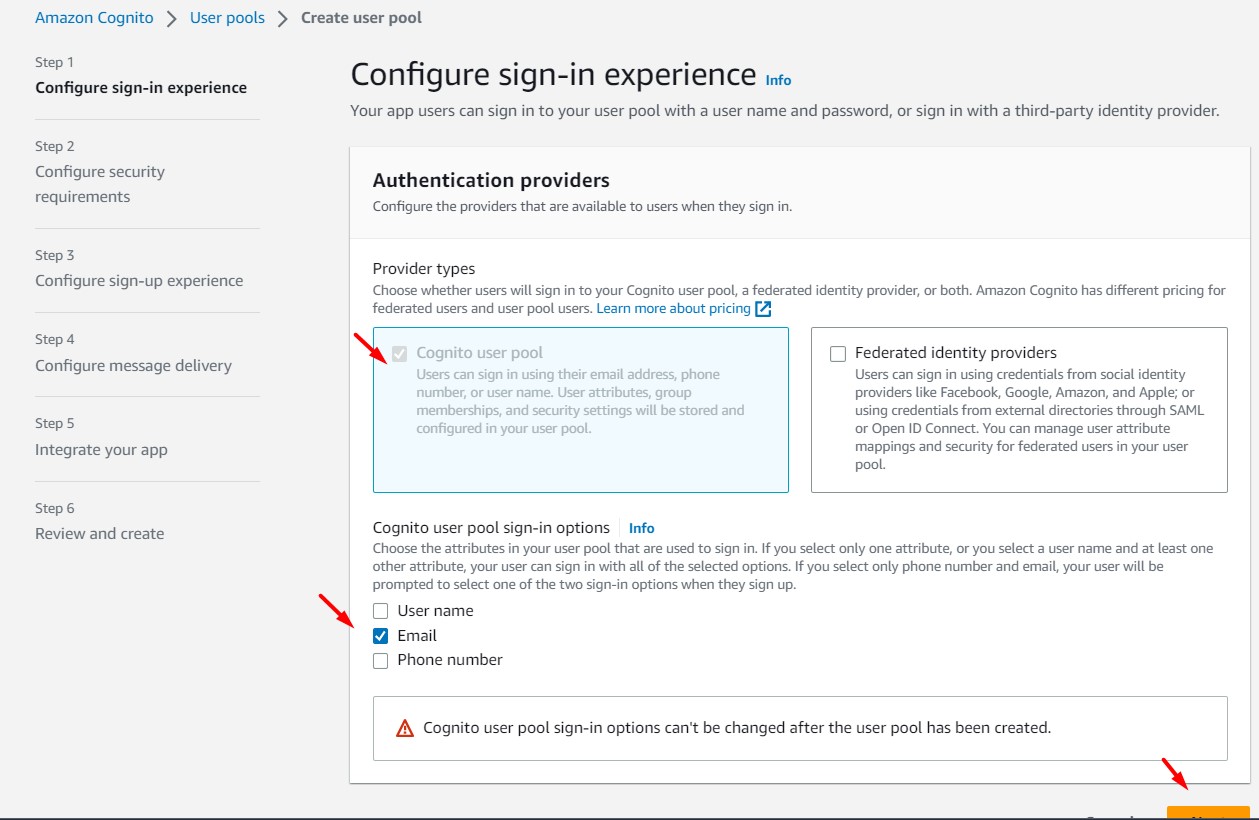 Amazon Cognito > User pools > Create user pool
Step 1
Configure sign-in experience
Step 2
Configure security
requirements
Step 3
Configure sign-up experience
Step 4
Configure message delivery
Step 5
Integrate your app
Step 6
Review and create
Configure sign-in experience Info
Your app users can sign in to your user pool with a user name and password, or sign in with a third-party identity provider.
Authentication providers
Configure the providers that are available to users when they sign in.
Provider types
Choose whether users will sign in to your Cognito user pool, a federated identity provider, or both. Amazon Cognito has different pricing for
federated users and user pool users. Learn more about pricing
Cognito user pool
Users can sign in using their email address, phone
number, or user name. User attributes, group
memberships, and security settings will be stored and
configured in your user pool.
Federated identity providers
Users can sign in using credentials from social identity
providers like Facebook, Google, Amazon, and Apple; or
using credentials from external directories through SAML
or Open ID Connect. You can manage user attribute
mappings and security for federated users in your user
pool.
Cognito user pool sign-in options Info
Choose the attributes in your user pool that are used to sign in. If you select only one attribute, or you select a user name and at least one
other attribute, your user can sign in with all of the selected options. If you select only phone number and email, your user will be
prompted to select one of the two sign-in options when they sign up.
User name
Email
Phone number
Cognito user pool sign-in options can't be changed after the user pool has been created.